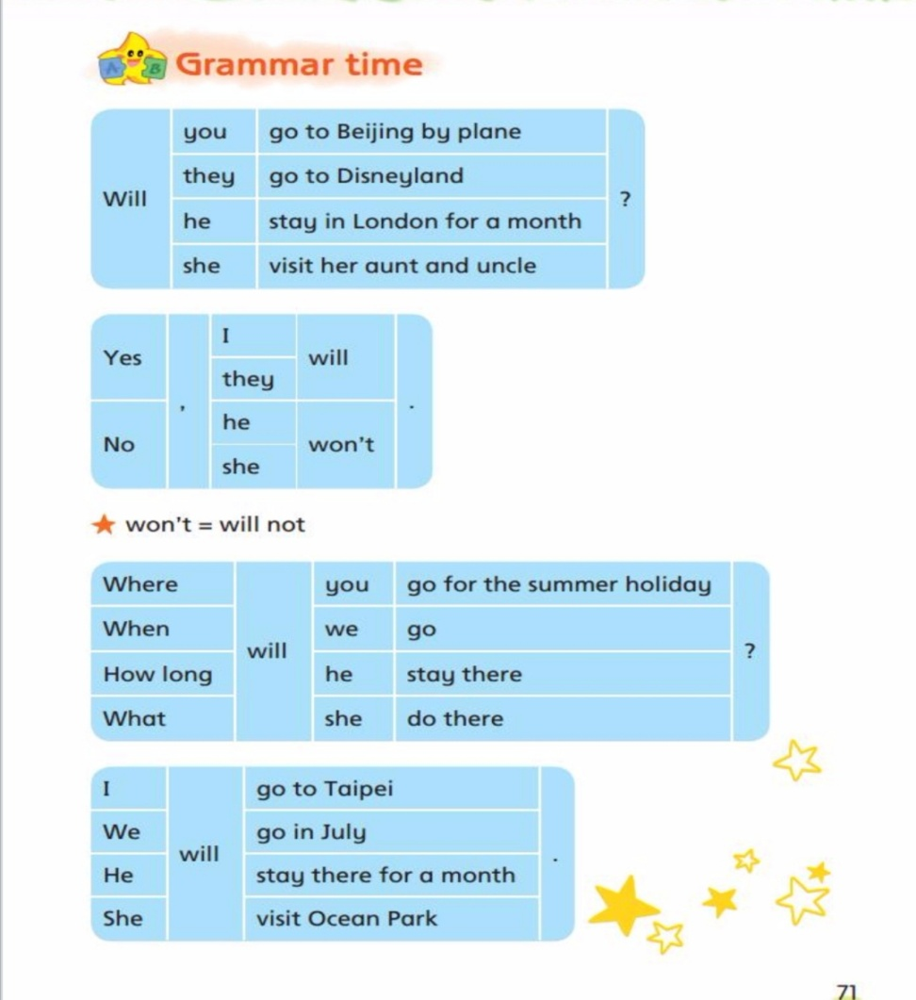 A B
Grammar time
Will
you go to Beijing by plane
they go to Disneyland
he stay in London for a month
she visit her aunt and uncle
?
Yes
No
,
I
they
he
she
will
won't
.
won't = will not
Where
When
How long
What
will
you go for the summer holiday
we go
he stay there
she do there
?
I
We
He
She
will
go to Taipei
go in July
stay there for a month
visit Ocean Park
.
71